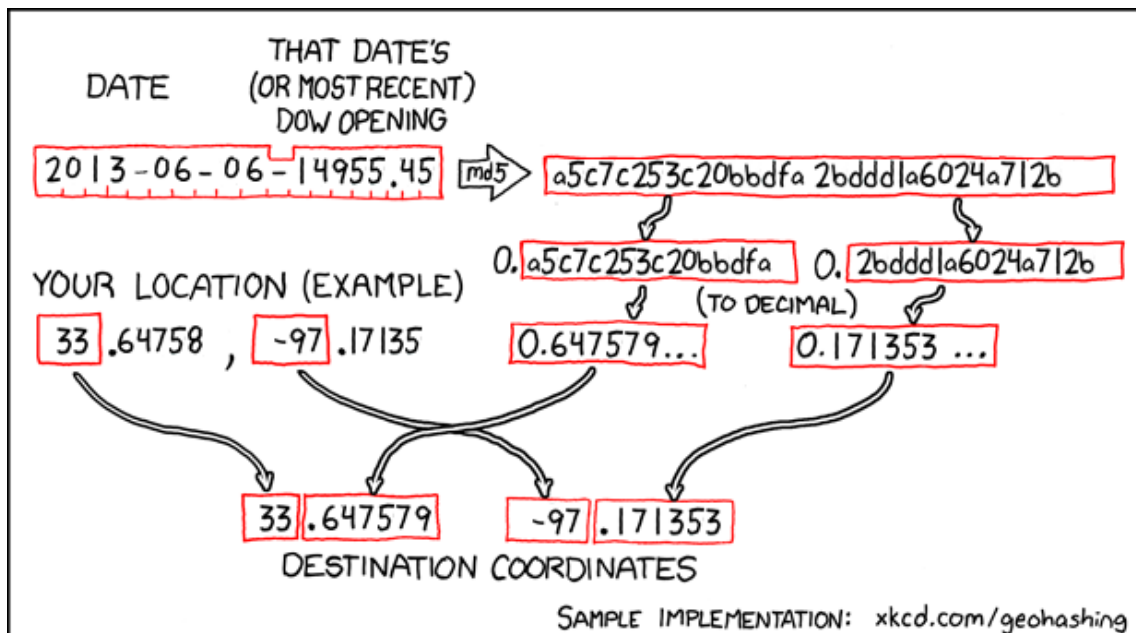 DATE
THAT DATE'S
(OR MOST RECENT)
DOW OPENING
2013-06-06-14955.45
md5
a5c7c253c20bbdfa 2bddd1a6024a712b
0.a5c7c253c20bbdfa
0.2bddd1a6024a712b
(TO DECIMAL)
0.647579...
0.171353 ...
YOUR LOCATION (EXAMPLE)
33 .64758 , -97 .17135
33 .647579 -97 .171353
DESTINATION COORDINATES
SAMPLE IMPLEMENTATION: xkcd.com/geohashing